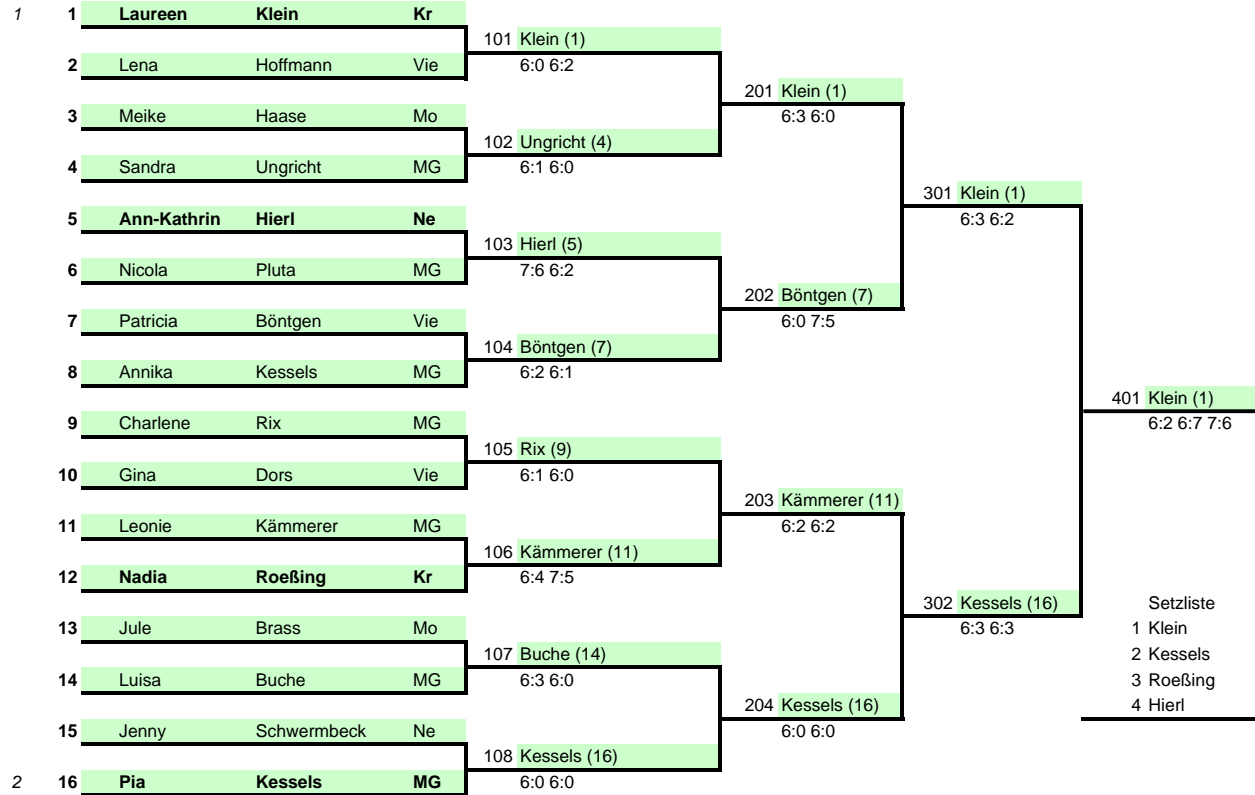 1 1 Laureen Klein Kr
101 Klein (1)
2 Lena Hoffmann Vie 6:0 6:2
201 Klein (1)
3 Meike Haase Mo 6:3 6:0
102 Ungricht (4)
4 Sandra Ungricht MG 6:1 6:0
301 Klein (1)
5 Ann-Kathrin Hierl Ne 6:3 6:2
103 Hierl (5)
6 Nicola Pluta MG 7:6 6:2
202 Böntgen (7)
7 Patricia Böntgen Vie 6:0 7:5
104 Böntgen (7)
8 Annika Kessels MG 6:2 6:1
401 Klein (1)
9 Charlene Rix MG 6:2 6:7 7:6
105 Rix (9)
10 Gina Dors Vie 6:1 6:0
203 Kämmerer (11)
11 Leonie Kämmerer MG 6:2 6:2
106 Kämmerer (11)
12 Nadia Roeßing Kr 6:4 7:5
302 Kessels (16) Setzliste
13 Jule Brass Mo 6:3 6:3 1 Klein
107 Buche (14) 2 Kessels
14 Luisa Buche MG 6:3 6:0 3 Roeßing
204 Kessels (16) 4 Hierl
15 Jenny Schwermbeck Ne 6:0 6:0
108 Kessels (16)
2 16 Pia Kessels MG 6:0 6:0